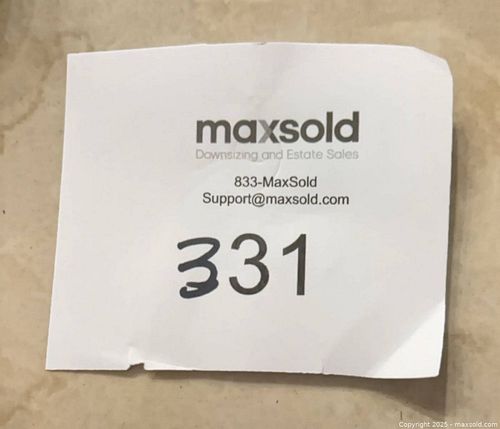 maxsold
Downsizing and Estate Sales
833-MaxSold
Support@maxsold.com
331
Copyright 2025 - maxsold.com